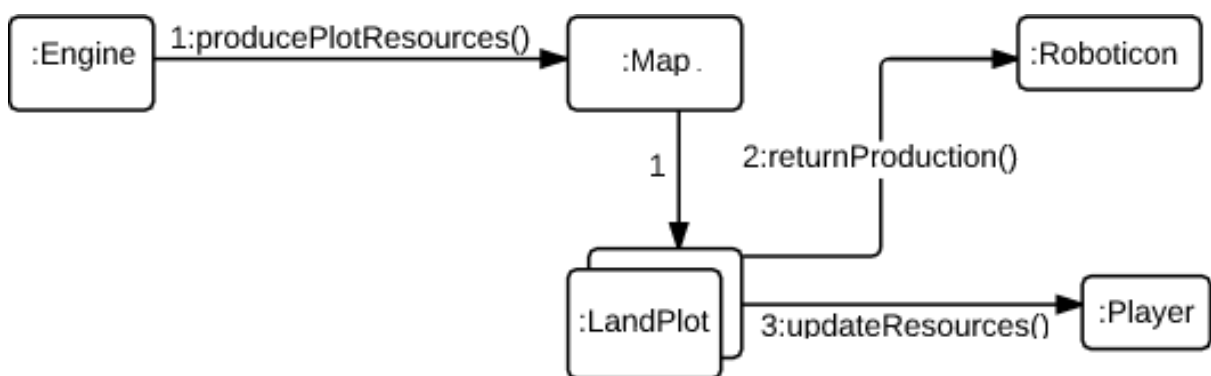 :Engine
1:producePlotResources()
:Map.
:Roboticon
1
2:returnProduction()
:LandPlot
3:updateResources()
:Player